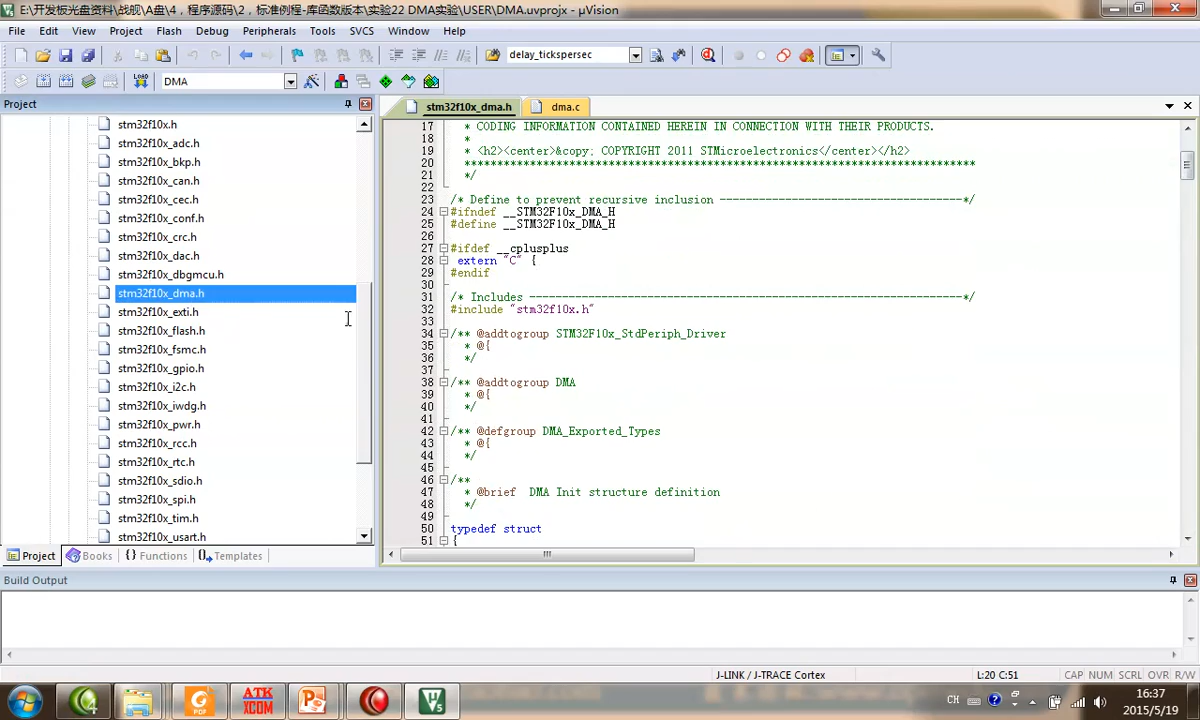 E:\开发板光盘资料\战舰\A盘\4，程序源码\2，标准例程-库函数版本\实验22 DMA实验\USER\DMA.uvprojx - µVision
File Edit View Project Flash Debug Peripherals Tools SVCS Window Help
delay_tickspersec
LOAD DMA
Project
stm32f10x_dma.h dma.c
stm32f10x.h
stm32f10x_adc.h
stm32f10x_bkp.h
stm32f10x_can.h
stm32f10x_cec.h
stm32f10x_conf.h
stm32f10x_crc.h
stm32f10x_dac.h
stm32f10x_dbgmcu.h
stm32f10x_dma.h
stm32f10x_exti.h
stm32f10x_flash.h
stm32f10x_fsmc.h
stm32f10x_gpio.h
stm32f10x_i2c.h
stm32f10x_iwdg.h
stm32f10x_pwr.h
stm32f10x_rcc.h
stm32f10x_rtc.h
stm32f10x_sdio.h
stm32f10x_spi.h
stm32f10x_tim.h
stm32f10x_usart.h
17 * CODING INFORMATION CONTAINED HEREIN IN CONNECTION WITH THEIR PRODUCTS.
18 *
19 * <h2><center>&copy; COPYRIGHT 2011 STMicroelectronics</center></h2>
20 ******************************************************************************
21 */
22
23 /* Define to prevent recursive inclusion -------------------------------------*/
24 #ifndef __STM32F10x_DMA_H
25 #define __STM32F10x_DMA_H
26
27 #ifdef __cplusplus
28 extern "C" {
29 #endif
30
31 /* Includes ------------------------------------------------------------------*/
32 #include "stm32f10x.h"
33
34 /** @addtogroup STM32F10x_StdPeriph_Driver
35 * @{
36 */
37
38 /** @addtogroup DMA
39 * @{
40 */
41
42 /** @defgroup DMA_Exported_Types
43 * @{
44 */
45
46 /**
47 * @brief DMA Init structure definition
48 */
49
50 typedef struct
51 {
Project Books {} Functions 0. Templates
Build Output
J-LINK / J-TRACE Cortex L:20 C:51 CAP NUM SCRL OVR R/W
PDF ATK XCOM CH 16:37
2015/5/19